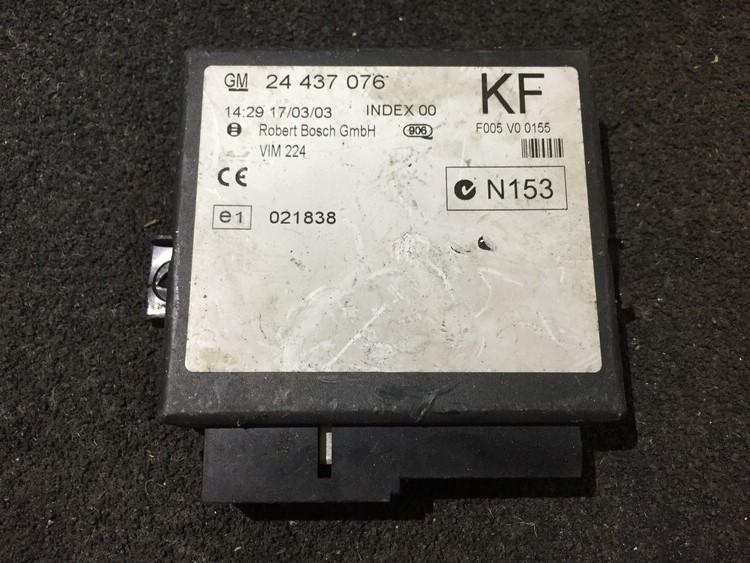 GM 24 437 076 KF
14:29 17/03/03 INDEX 00 F005 V0 0155
Robert Bosch GmbH 906
VIM 224
CE N153
e1 021838